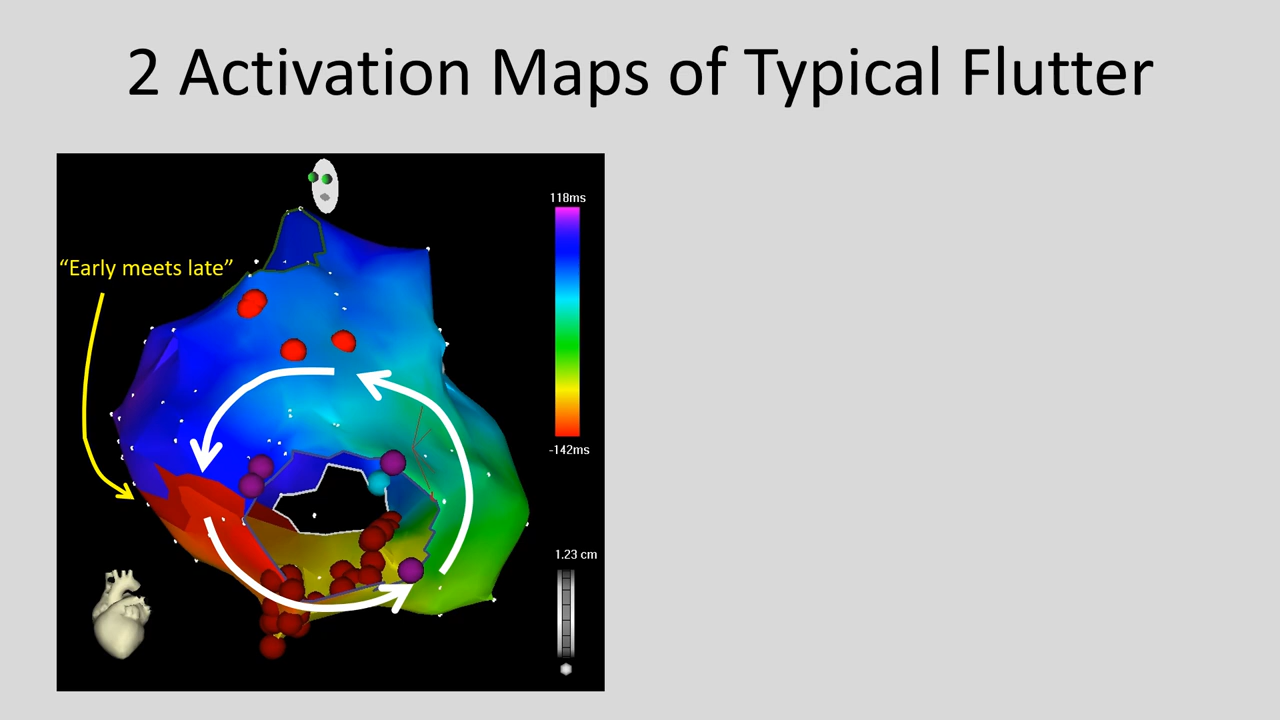 2 Activation Maps of Typical Flutter
118ms
“Early meets late”
-142ms
1.23 cm